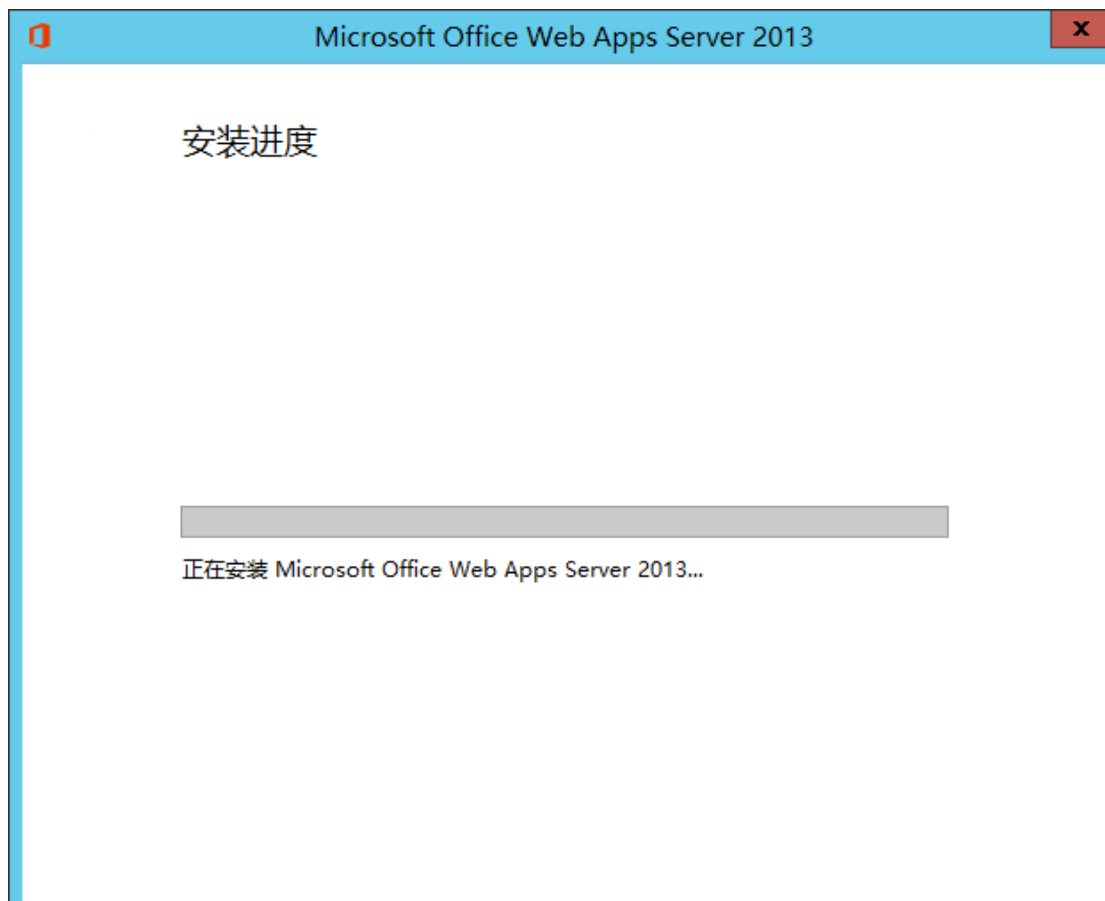 Microsoft Office Web Apps Server 2013
安装进度
正在安装 Microsoft Office Web Apps Server 2013...